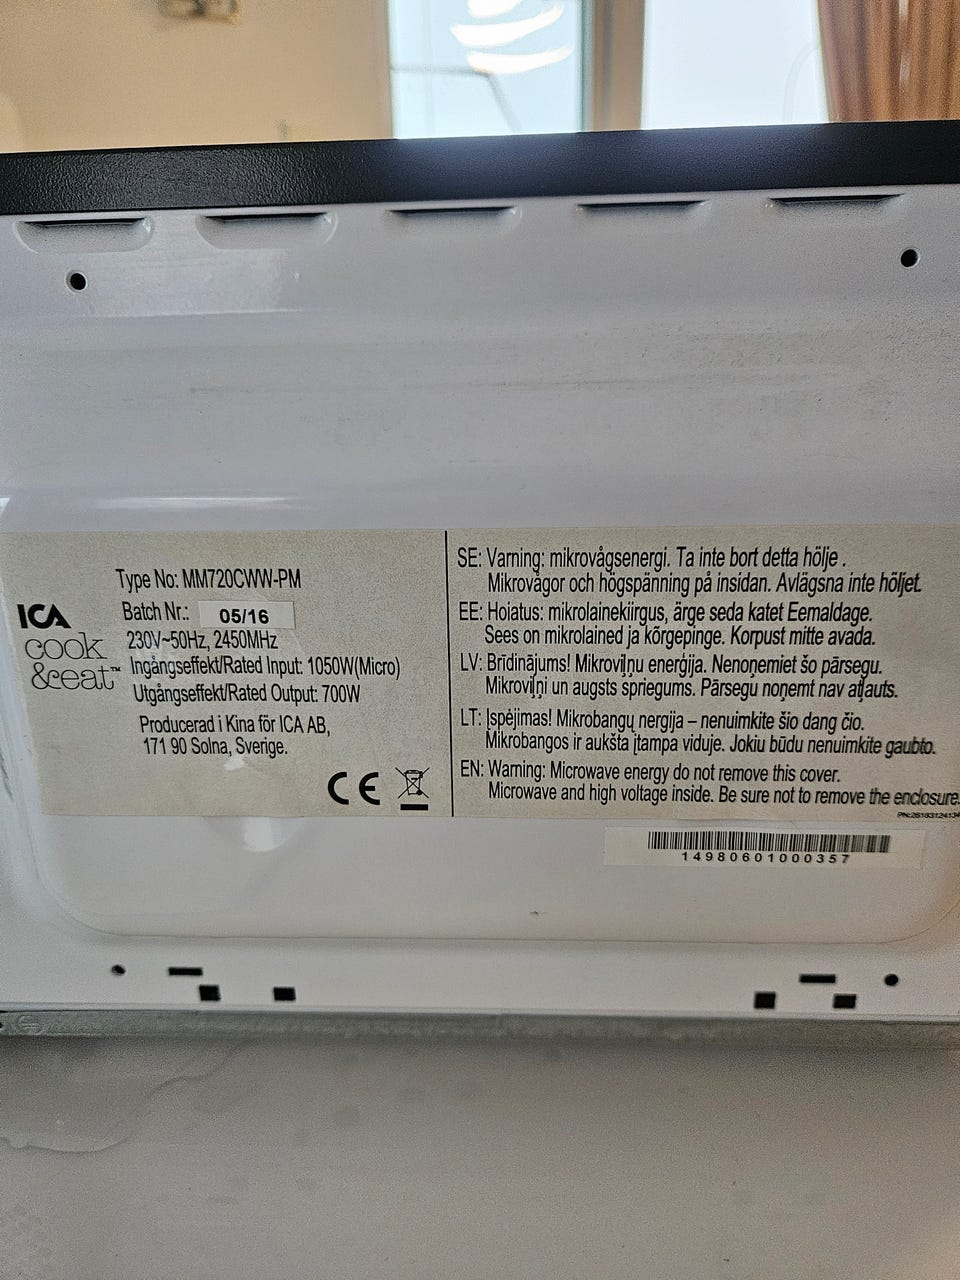 ICA
cook
&eat™
Type No: MM720CWW-PM
Batch Nr.: 05/16
230V~50Hz, 2450MHz
Ingångseffekt/Rated Input: 1050W(Micro)
Utgångseffekt/Rated Output: 700W
Producerad i Kina för ICA AB,
171 90 Solna, Sverige.
CE
SE: Varning: mikrovågsenergi. Ta inte bort detta hölje .
Mikrovågor och högspänning på insidan. Avlägsna inte höljet.
EE: Hoiatus: mikrolainekiirgus, ärge seda katet Eemaldage.
Sees on mikrolained ja kõrgepinge. Korpust mitte avada.
LV: Brīdinājums! Mikroviļņu enerģija. Nenoņemiet šo pārsegu.
Mikroviļņi un augsts spriegums. Pārsegu noņemt nav atļauts.
LT: Įspėjimas! Mikrobangų nergija – nenuimkite šio dang čio.
Mikrobangos ir aukšta įtampa viduje. Jokiu būdu nenuimkite gaubto.
EN: Warning: Microwave energy do not remove this cover.
Microwave and high voltage inside. Be sure not to remove the enclosure.
14980601000357